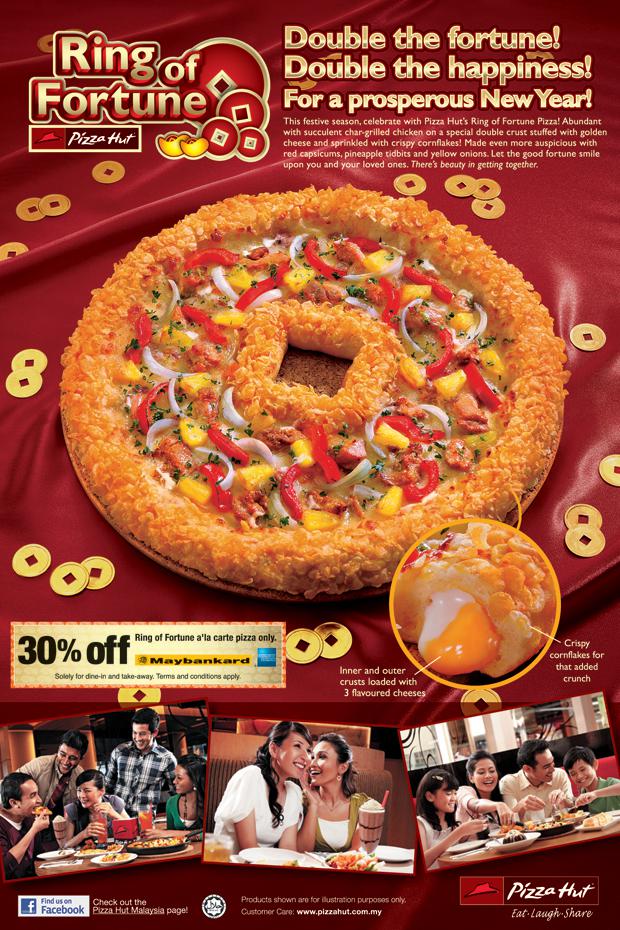 Ring of
Fortune
Pizza Hut
Double the fortune!
Double the happiness!
For a prosperous New Year!
This festive season, celebrate with Pizza Hut's Ring of Fortune Pizza! Abundant
with succulent char-grilled chicken on a special double crust stuffed with golden
cheese and sprinkled with crispy cornflakes! Made even more auspicious with
red capsicums, pineapple tidbits and yellow onions. Let the good fortune smile
upon you and your loved ones. There's beauty in getting together.
30% off
Ring of Fortune a'la carte pizza only.
Maybankard
Solely for dine-in and take-away. Terms and conditions apply.
Inner and outer
crusts loaded with
3 flavoured cheeses
Crispy
cornflakes for
that added
crunch
Find us on
Facebook
Check out the
Pizza Hut Malaysia page!
Products shown are for illustration purposes only.
Customer Care: www.pizzahut.com.my
Pizza Hut
Eat·Laugh·Share